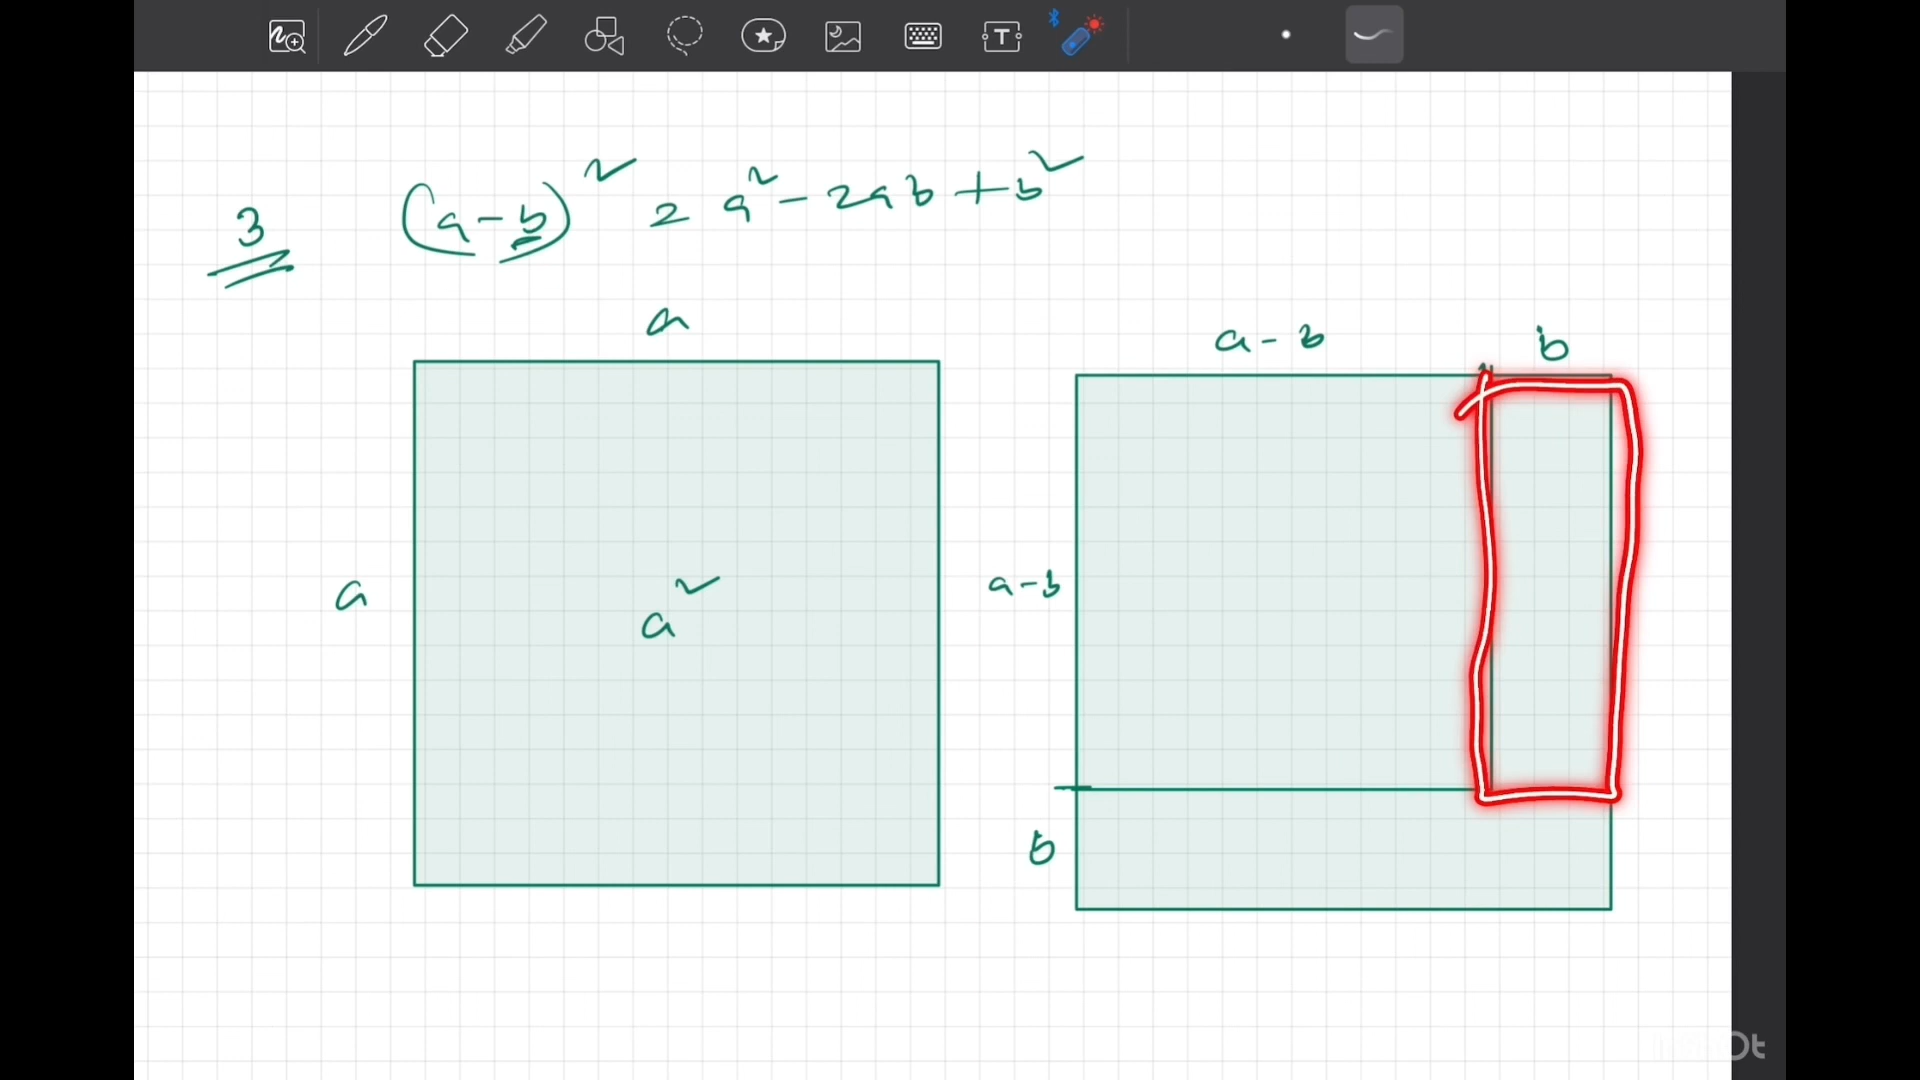 3 (a-b)² = a² - 2ab + b²
a
a - b b
a
a²
a-b
b